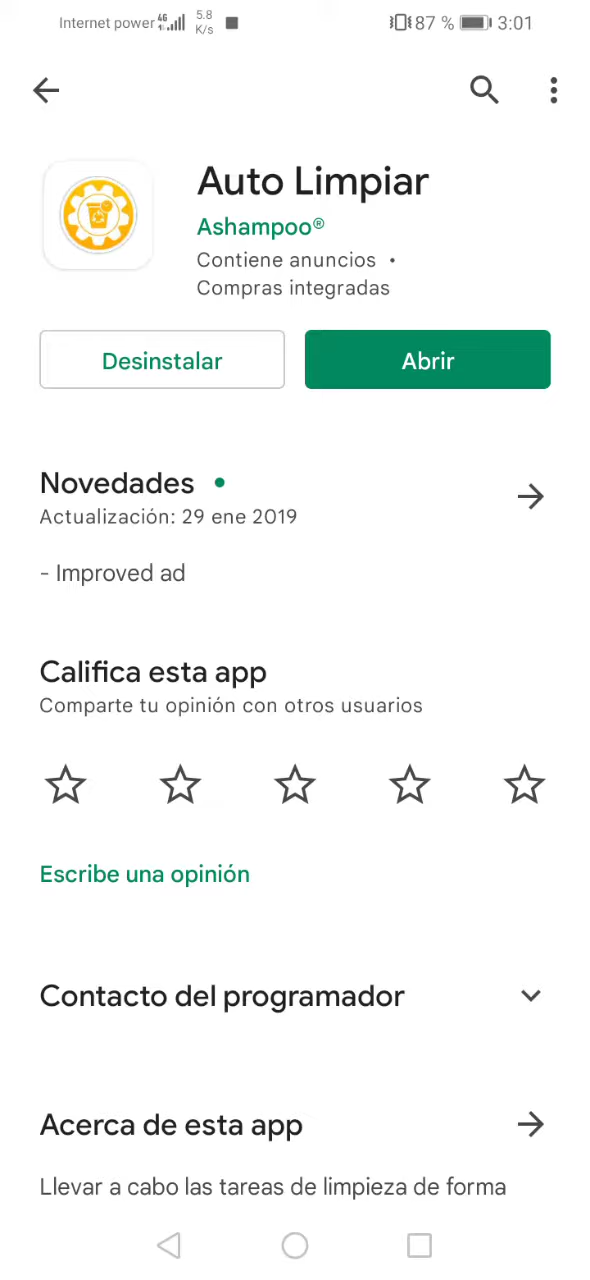 Internet power 4G 5.8 K/s 87 % 3:01
Auto Limpiar
Ashampoo®
Contiene anuncios •
Compras integradas
Desinstalar
Abrir
Novedades •
Actualización: 29 ene 2019
- Improved ad
Califica esta app
Comparte tu opinión con otros usuarios
Escribe una opinión
Contacto del programador
Acerca de esta app
Llevar a cabo las tareas de limpieza de forma